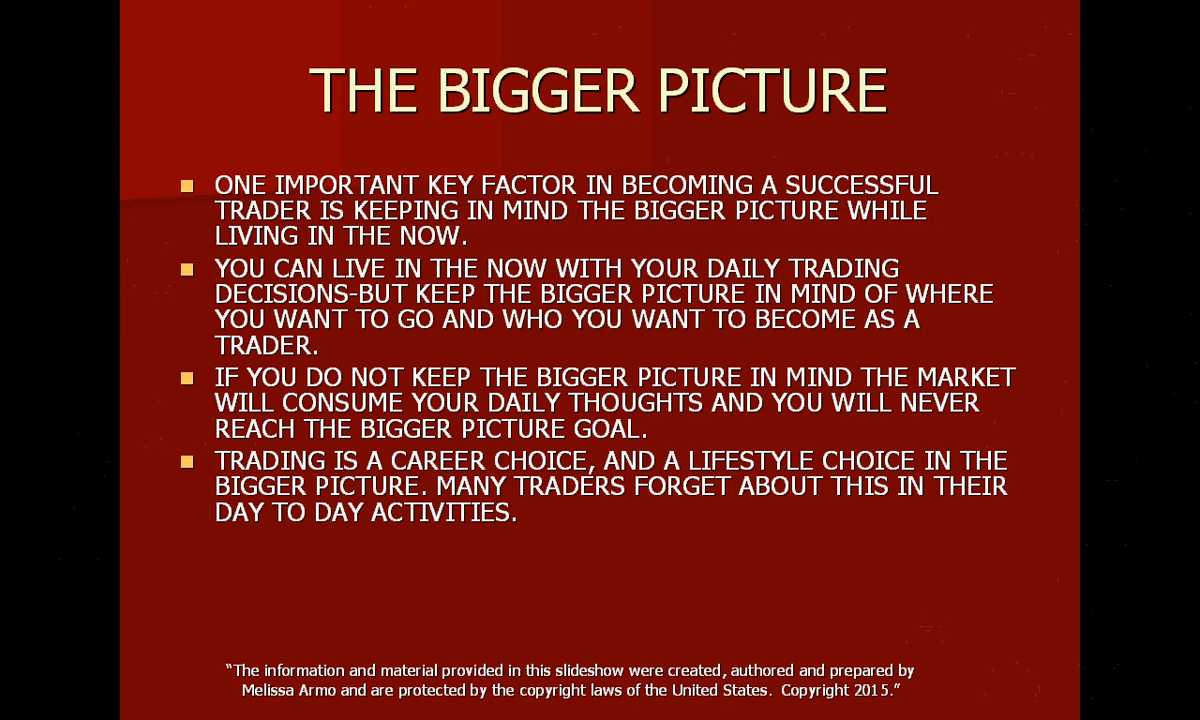 THE BIGGER PICTURE
ONE IMPORTANT KEY FACTOR IN BECOMING A SUCCESSFUL
TRADER IS KEEPING IN MIND THE BIGGER PICTURE WHILE
LIVING IN THE NOW.
YOU CAN LIVE IN THE NOW WITH YOUR DAILY TRADING
DECISIONS-BUT KEEP THE BIGGER PICTURE IN MIND OF WHERE
YOU WANT TO GO AND WHO YOU WANT TO BECOME AS A
TRADER.
IF YOU DO NOT KEEP THE BIGGER PICTURE IN MIND THE MARKET
WILL CONSUME YOUR DAILY THOUGHTS AND YOU WILL NEVER
REACH THE BIGGER PICTURE GOAL.
TRADING IS A CAREER CHOICE, AND A LIFESTYLE CHOICE IN THE
BIGGER PICTURE. MANY TRADERS FORGET ABOUT THIS IN THEIR
DAY TO DAY ACTIVITIES.
“The information and material provided in this slideshow were created, authored and prepared by
Melissa Armo and are protected by the copyright laws of the United States. Copyright 2015.”